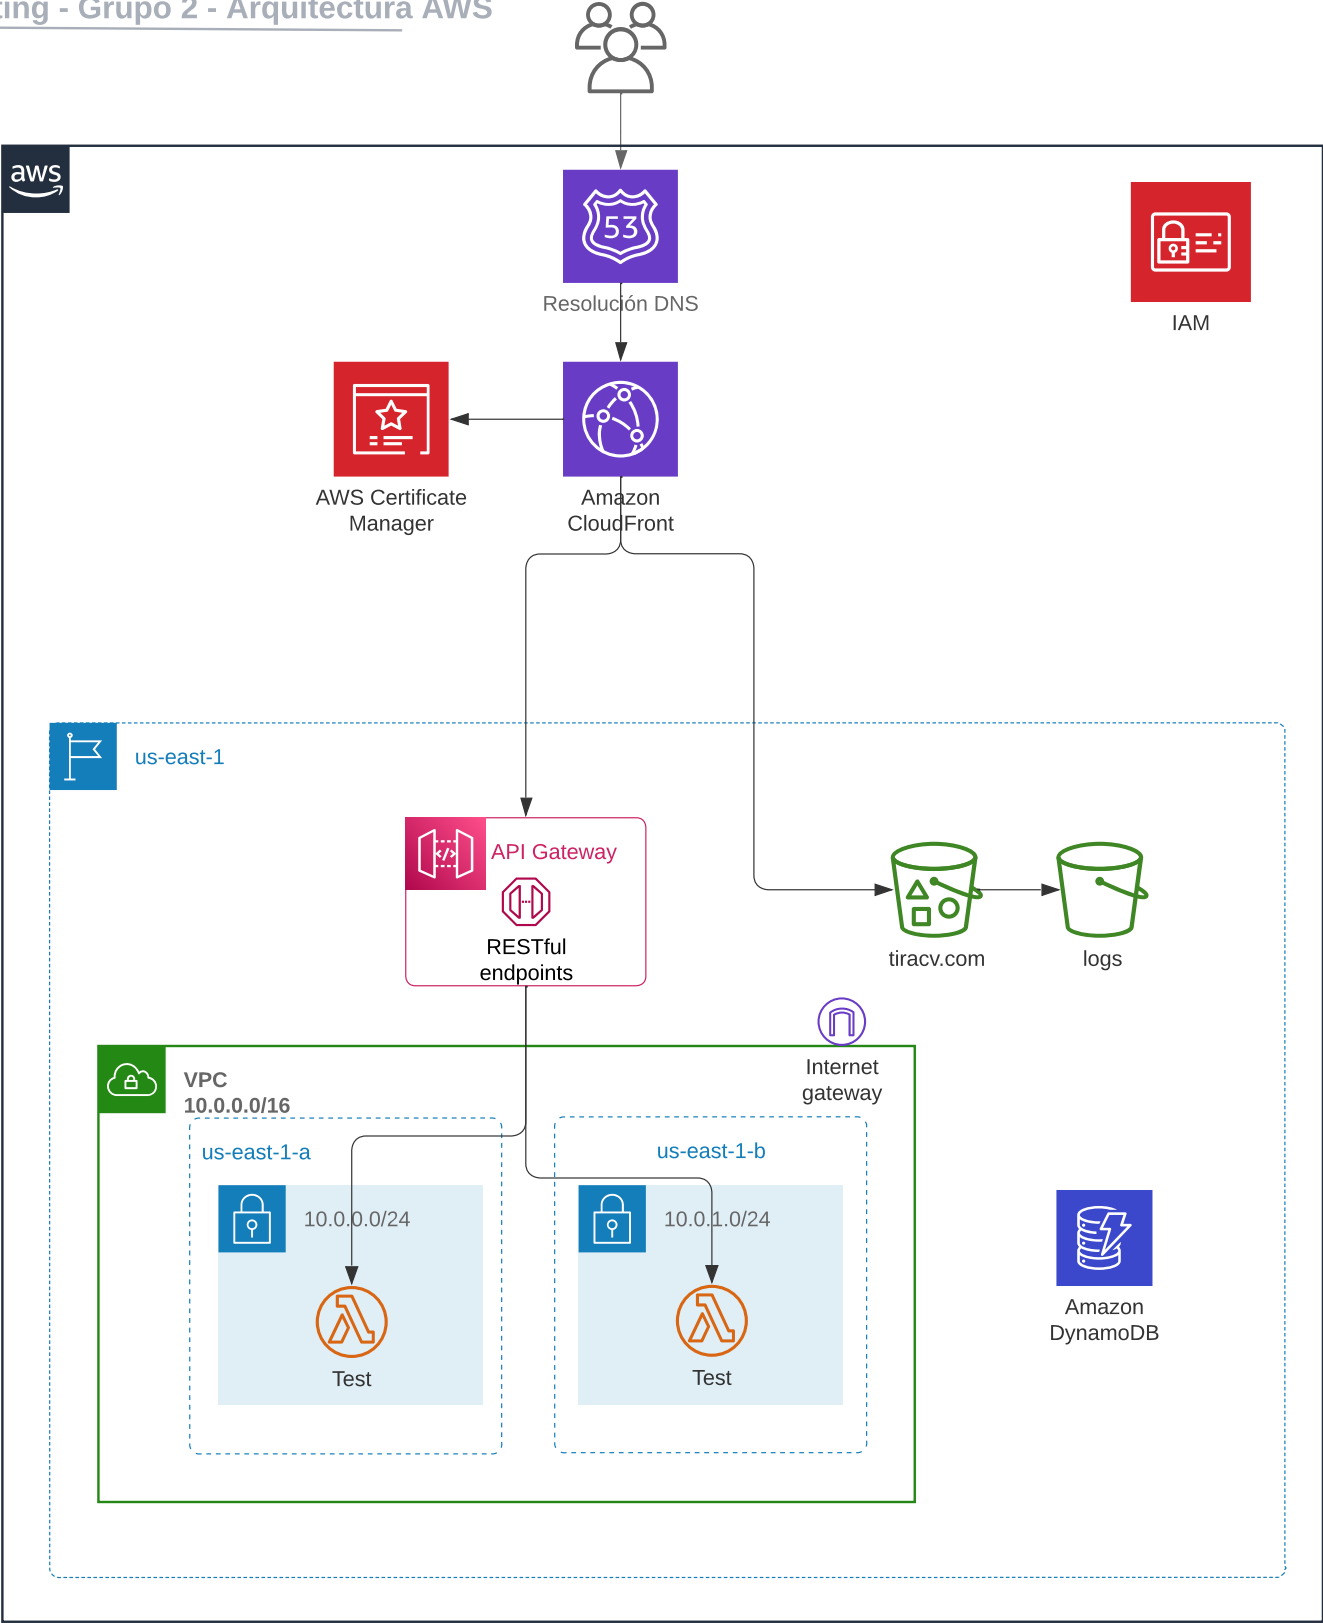 ting - Grupo 2 - Arquitectura AWS
aws
53
Resolución DNS
IAM
AWS Certificate
Manager
Amazon
CloudFront
us-east-1
API Gateway
RESTful
endpoints
tiracv.com
logs
Internet
gateway
VPC
10.0.0.0/16
us-east-1-a
us-east-1-b
10.0.0.0/24
10.0.1.0/24
Test
Test
Amazon
DynamoDB